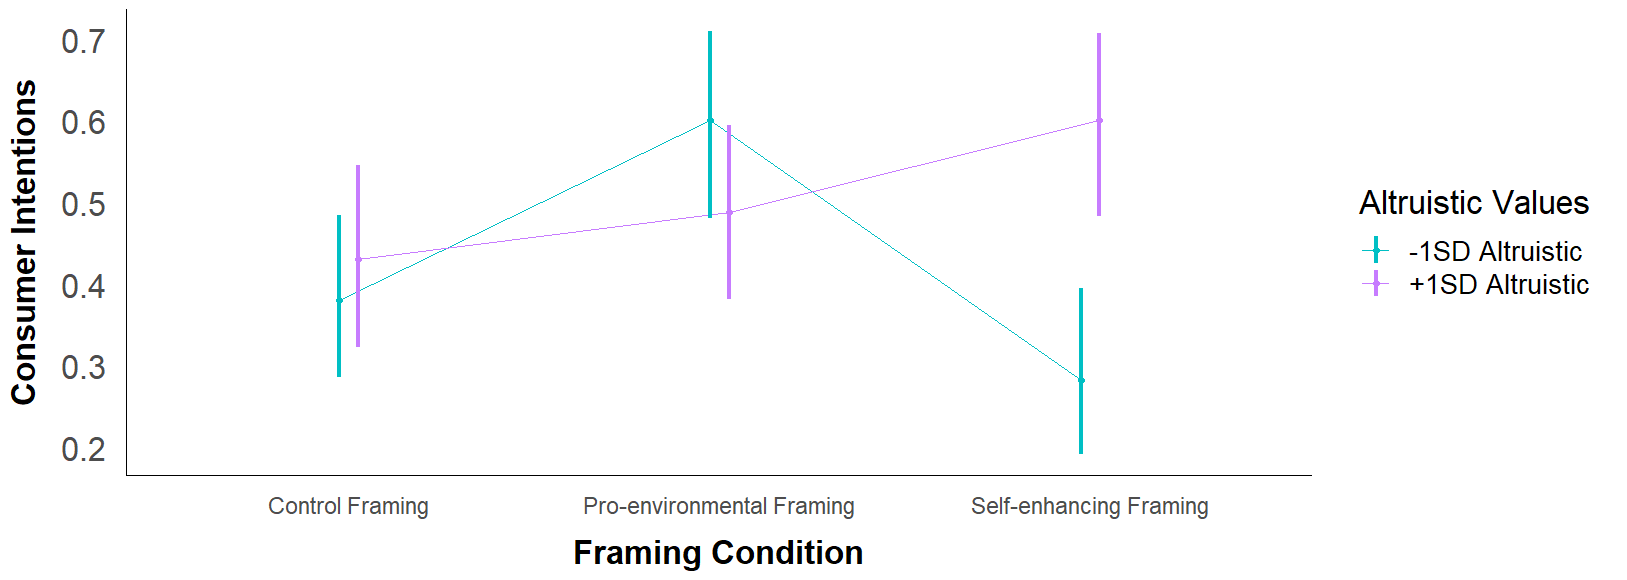 Consumer Intentions
0.7
0.6
0.5
0.4
0.3
0.2
Control Framing
Pro-environmental Framing
Self-enhancing Framing
Framing Condition
Altruistic Values
-1SD Altruistic
+1SD Altruistic